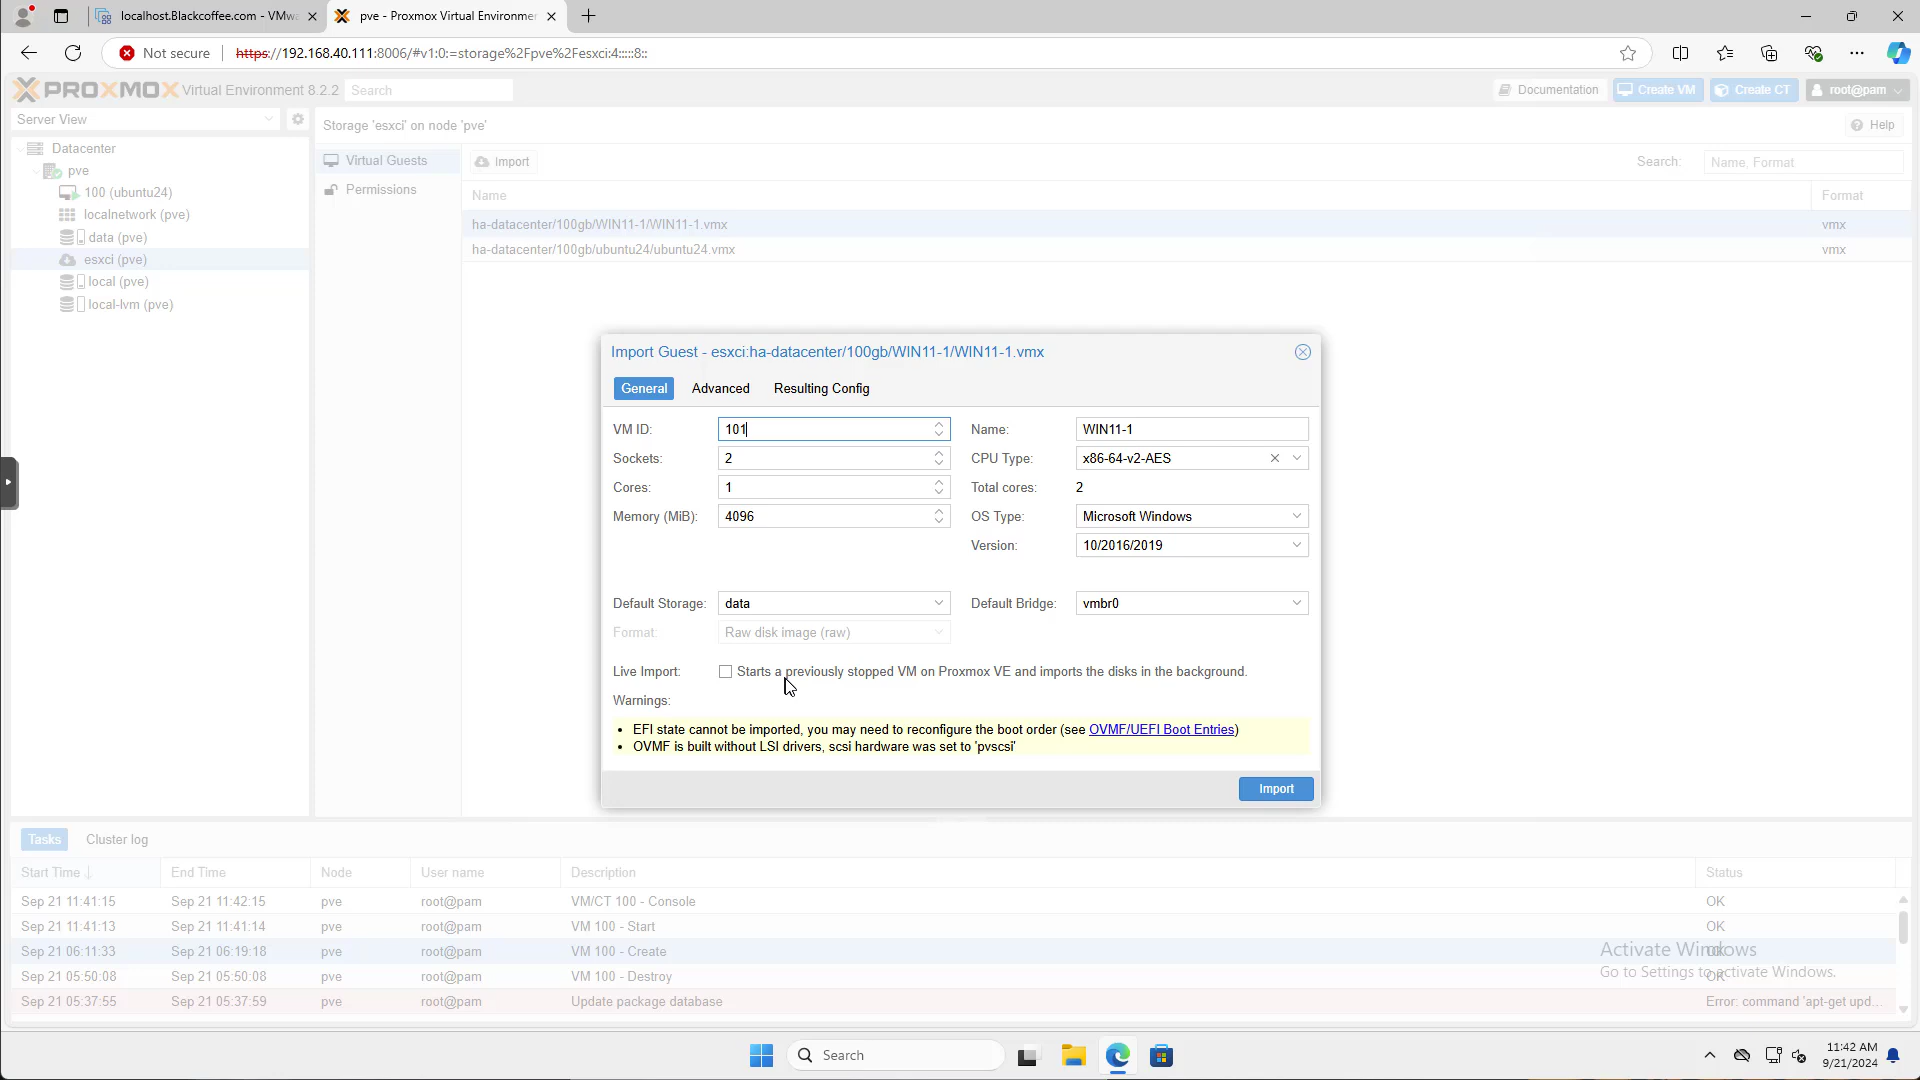 localhost.Blackcoffee.com - VMwa
pve - Proxmox Virtual Environme
Not secure
https://192.168.40.111:8006/#v1:0:=storage%2Fpve%2Fesxci:4:::::8::
PROXMOX Virtual Environment 8.2.2
Search
Documentation
Create VM
Create CT
root@pam
Server View
Storage 'esxci' on node 'pve'
Help
Datacenter
pve
100 (ubuntu24)
localnetwork (pve)
data (pve)
esxci (pve)
local (pve)
local-lvm (pve)
Virtual Guests
Permissions
Import
Search:
Name, Format
Name
Format
ha-datacenter/100gb/WIN11-1/WIN11-1.vmx
vmx
ha-datacenter/100gb/ubuntu24/ubuntu24.vmx
vmx
Import Guest - esxci:ha-datacenter/100gb/WIN11-1/WIN11-1.vmx
General
Advanced
Resulting Config
VM ID:
101
Name:
WIN11-1
Sockets:
2
CPU Type:
x86-64-v2-AES
Cores:
1
Total cores:
2
Memory (MiB):
4096
OS Type:
Microsoft Windows
Version:
10/2016/2019
Default Storage:
data
Default Bridge:
vmbr0
Format:
Raw disk image (raw)
Live Import:
Starts a previously stopped VM on Proxmox VE and imports the disks in the background.
Warnings:
• EFI state cannot be imported, you may need to reconfigure the boot order (see OVMF/UEFI Boot Entries)
• OVMF is built without LSI drivers, scsi hardware was set to 'pvscsi'
Import
Tasks
Cluster log
Start Time
End Time
Node
User name
Description
Status
Sep 21 11:41:15
Sep 21 11:42:15
pve
root@pam
VM/CT 100 - Console
OK
Sep 21 11:41:13
Sep 21 11:41:14
pve
root@pam
VM 100 - Start
OK
Sep 21 06:11:33
Sep 21 06:19:18
pve
root@pam
VM 100 - Create
OK
Sep 21 05:50:08
Sep 21 05:50:08
pve
root@pam
VM 100 - Destroy
OK
Sep 21 05:37:55
Sep 21 05:37:59
pve
root@pam
Update package database
Error: command 'apt-get upd...
Activate Windows
Go to Settings to activate Windows.
Search
11:42 AM
9/21/2024